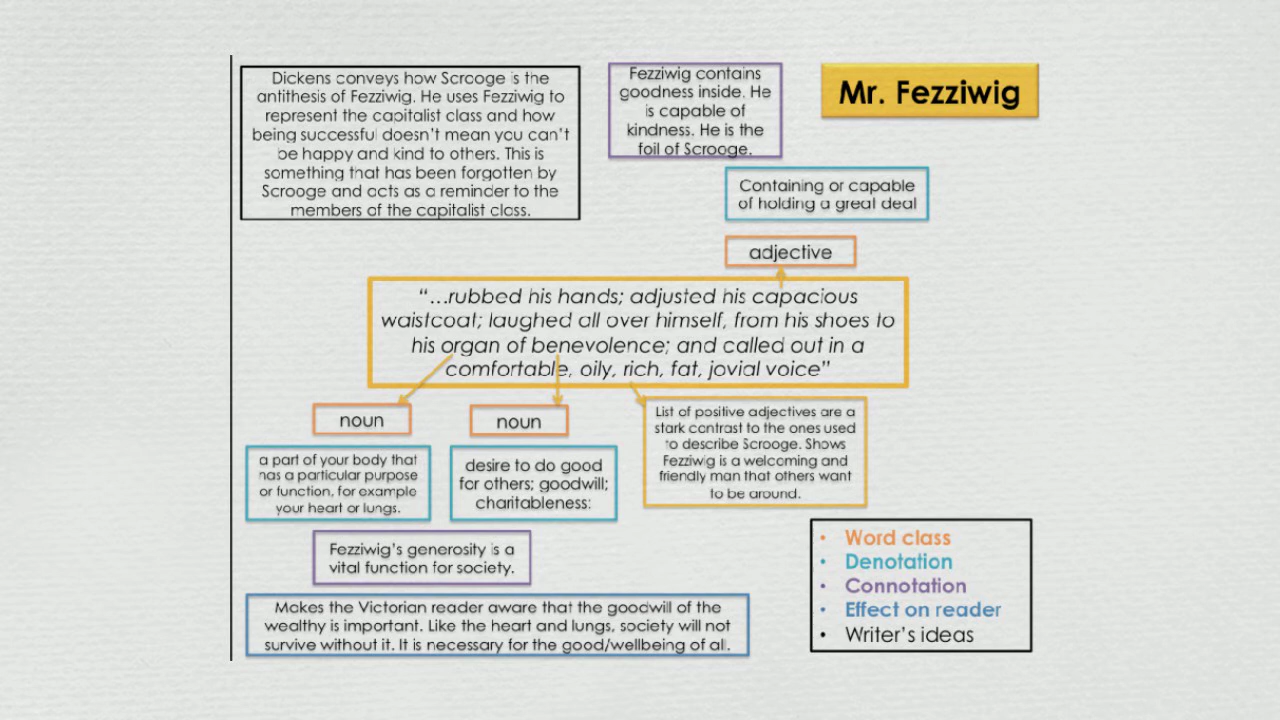 Dickens conveys how Scrooge is the
antithesis of Fezziwig. He uses Fezziwig to
represent the capitalist class and how
being successful doesn't mean you can't
be happy and kind to others. This is
something that has been forgotten by
Scrooge and acts as a reminder to the
members of the capitalist class.
Fezziwig contains
goodness inside. He
is capable of
kindness. He is the
foil of Scrooge.
Mr. Fezziwig
Containing or capable
of holding a great deal
adjective
"...rubbed his hands; adjusted his capacious
waistcoat; laughed all over himself, from his shoes to
his organ of benevolence; and called out in a
comfortable, oily, rich, fat, jovial voice"
noun
noun
List of positive adjectives are a
stark contrast to the ones used
to describe Scrooge. Shows
Fezziwig is a welcoming and
friendly man that others want
to be around.
a part of your body that
has a particular purpose
or function, for example
your heart or lungs.
desire to do good
for others; goodwill;
charitableness:
Fezziwig's generosity is a
vital function for society.
Makes the Victorian reader aware that the goodwill of the
wealthy is important. Like the heart and lungs, society will not
survive without it. It is necessary for the good/wellbeing of all.
• Word class
• Denotation
• Connotation
• Effect on reader
• Writer's ideas